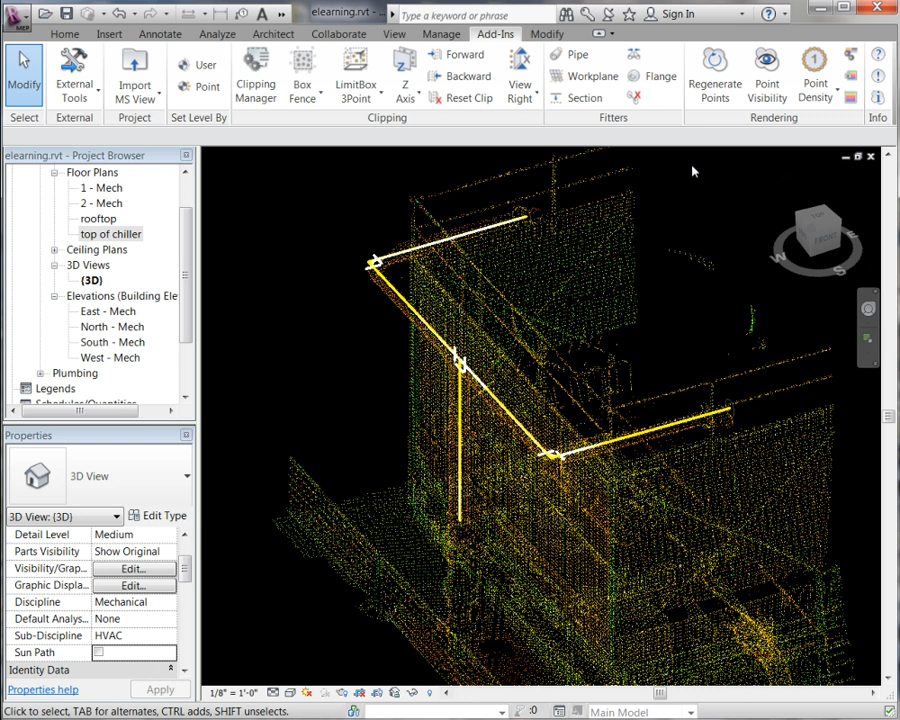 elearning.rvt - 
Type a keyword or phrase
Sign In
MEP
Home Insert Annotate Analyze Architect Collaborate View Manage Add-Ins Modify
Modify
External Tools
Import MS View
User
Point
Clipping Manager
Box Fence
LimitBox 3Point
Z Axis
Forward
Backward
Reset Clip
View Right
Pipe
Workplane
Section
Flange
Regenerate Points
Point Visibility
1
Point Density
Select External Project Set Level By Clipping Fitters Rendering Info
elearning.rvt - Project Browser
Floor Plans
1 - Mech
2 - Mech
rooftop
top of chiller
Ceiling Plans
3D Views
{3D}
Elevations (Building Ele
East - Mech
North - Mech
South - Mech
West - Mech
Plumbing
Legends
Schedules/Quantities
TOP
FRONT
W
S
Properties
3D View
3D View: {3D}
Edit Type
Detail Level Medium
Parts Visibility Show Original
Visibility/Grap... Edit...
Graphic Displa... Edit...
Discipline Mechanical
Default Analys... None
Sub-Discipline HVAC
Sun Path
Identity Data
Properties help
Apply
1/8" = 1'-0"
Click to select, TAB for alternates, CTRL adds, SHIFT unselects.
:0
Main Model